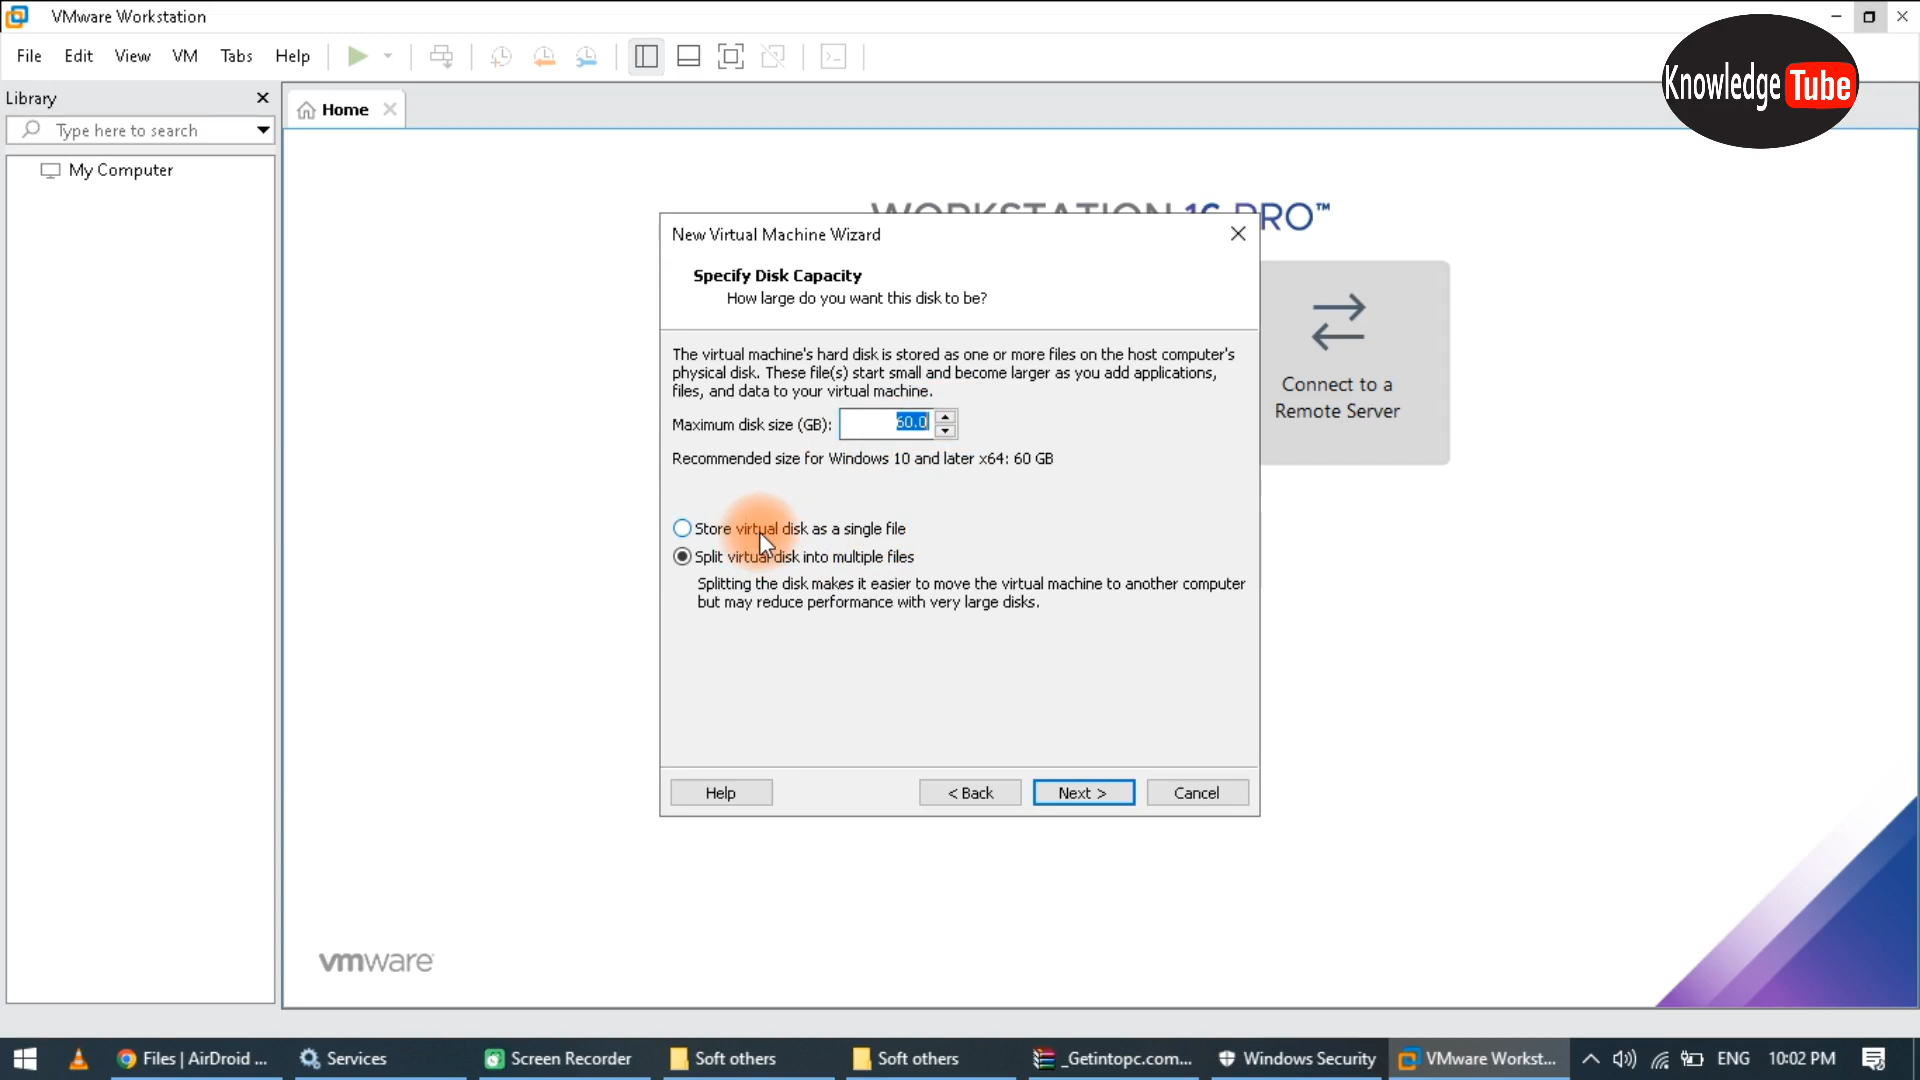 VMware Workstation
File Edit View VM Tabs Help
Knowledge Tube
Library
Home
Type here to search
My Computer
WORKSTATION 16 PRO™
New Virtual Machine Wizard
Specify Disk Capacity
How large do you want this disk to be?
The virtual machine's hard disk is stored as one or more files on the host computer's
physical disk. These file(s) start small and become larger as you add applications,
files, and data to your virtual machine.
Maximum disk size (GB): 60.0
Recommended size for Windows 10 and later x64: 60 GB
Store virtual disk as a single file
Split virtual disk into multiple files
Splitting the disk makes it easier to move the virtual machine to another computer
but may reduce performance with very large disks.
Help < Back Next > Cancel
Connect to a
Remote Server
vmware
Files | AirDroid ... Services Screen Recorder Soft others Soft others _Getintopc.com... Windows Security VMware Workst... ENG 10:02 PM